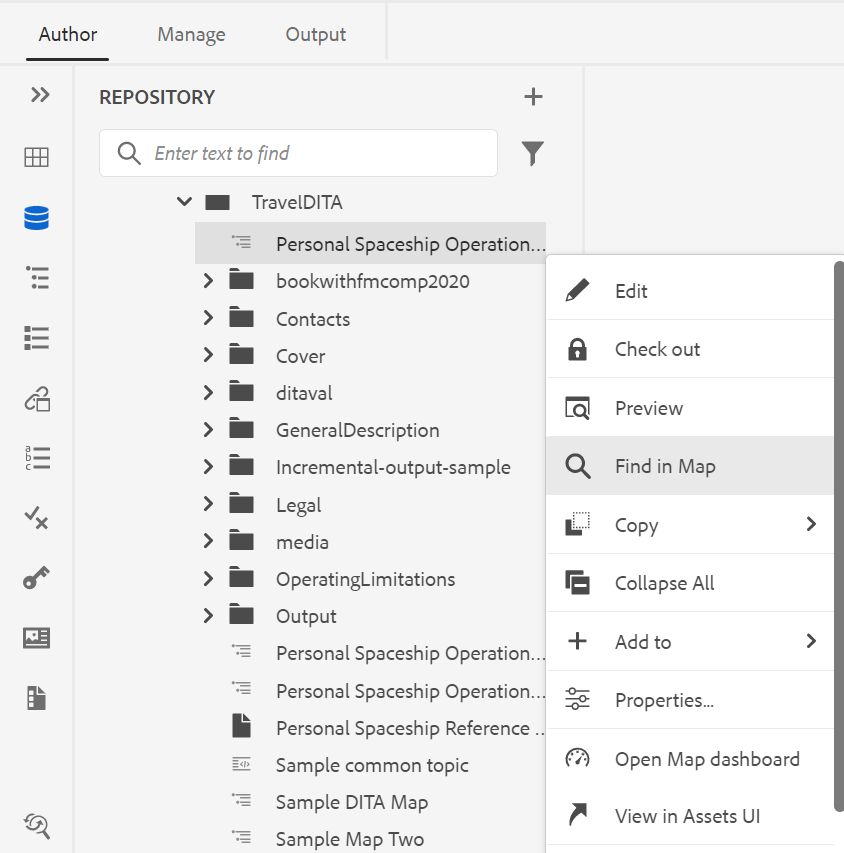 Author Manage Output
REPOSITORY
Enter text to find
TravelDITA
Personal Spaceship Operation...
bookwithfmcomp2020
Contacts
Cover
ditaval
GeneralDescription
Incremental-output-sample
Legal
media
OperatingLimitations
Output
Personal Spaceship Operation...
Personal Spaceship Operation...
Personal Spaceship Reference ...
Sample common topic
Sample DITA Map
Sample Map Two
Edit
Check out
Preview
Find in Map
Copy
Collapse All
Add to
Properties...
Open Map dashboard
View in Assets UI
a
b
c